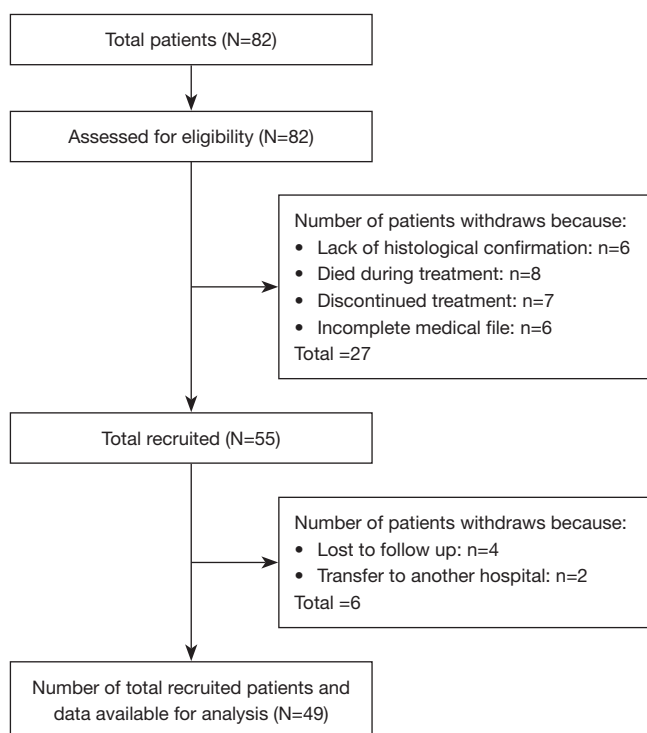 Total patients (N=82)
Assessed for eligibility (N=82)
Number of patients withdraws because:
• Lack of histological confirmation: n=6
• Died during treatment: n=8
• Discontinued treatment: n=7
• Incomplete medical file: n=6
Total =27
Total recruited (N=55)
Number of patients withdraws because:
• Lost to follow up: n=4
• Transfer to another hospital: n=2
Total =6
Number of total recruited patients and
data available for analysis (N=49)